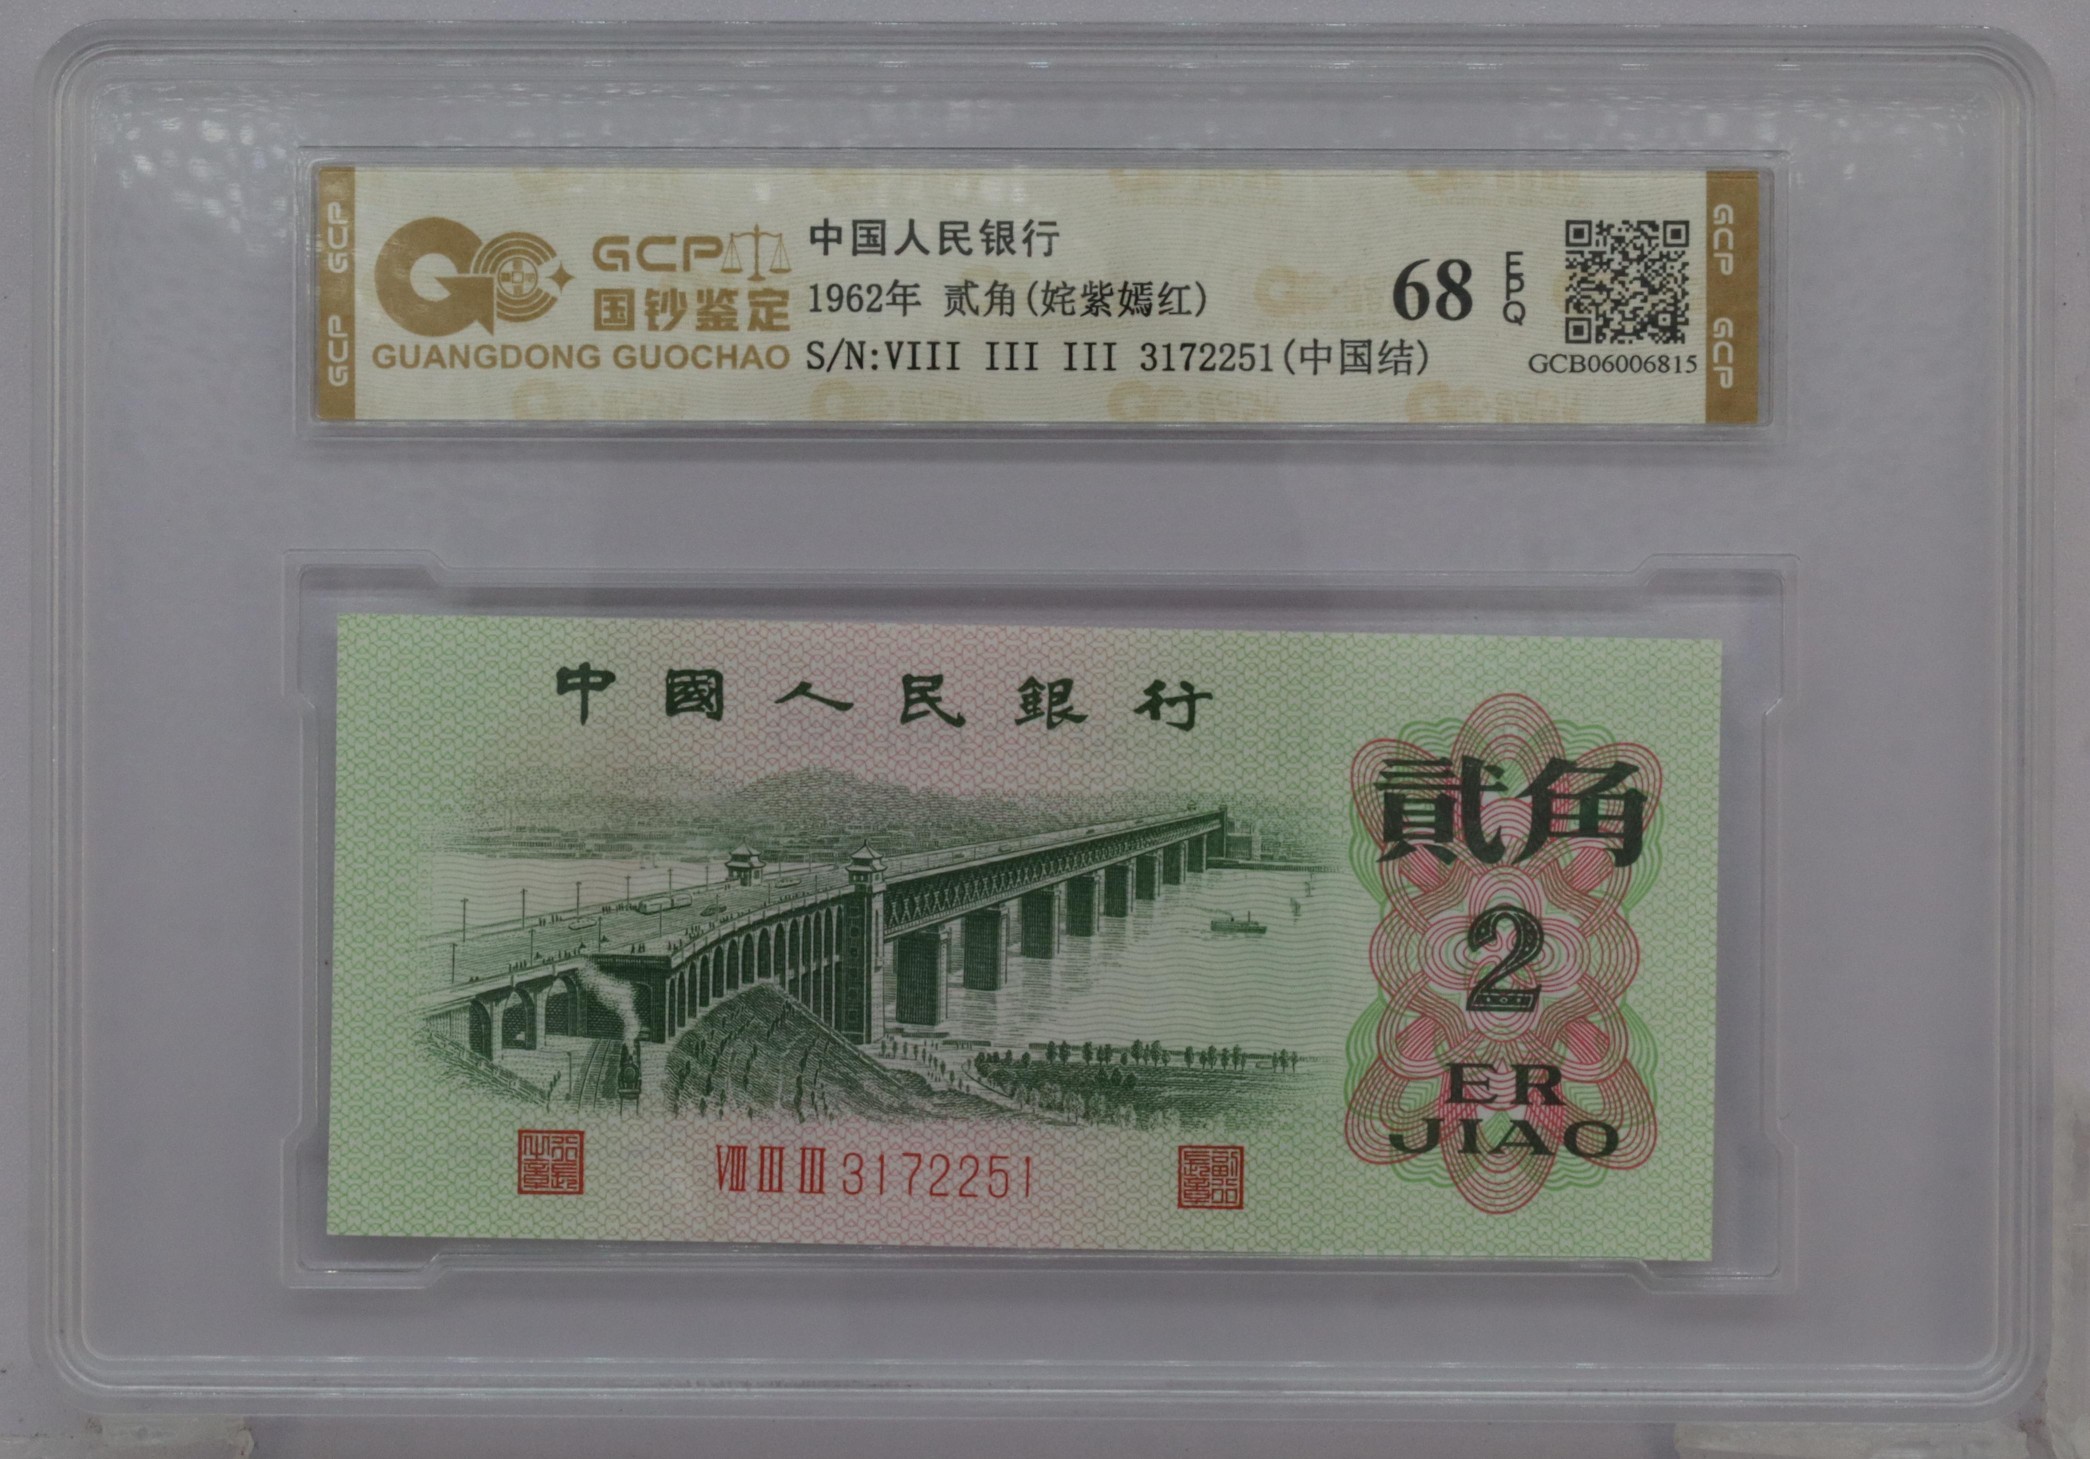 GCP
GCP
GCP
国钞鉴定
GUANGDONG GUOCHAO
中国人民银行
1962年 贰角(姹紫嫣红)
S/N:VIII III III 3172251(中国结)
68
EPQ
GCB06006815
GCP
GCP
中國人民銀行
貳角
2
ER
JIAO
VIII III III 3172251